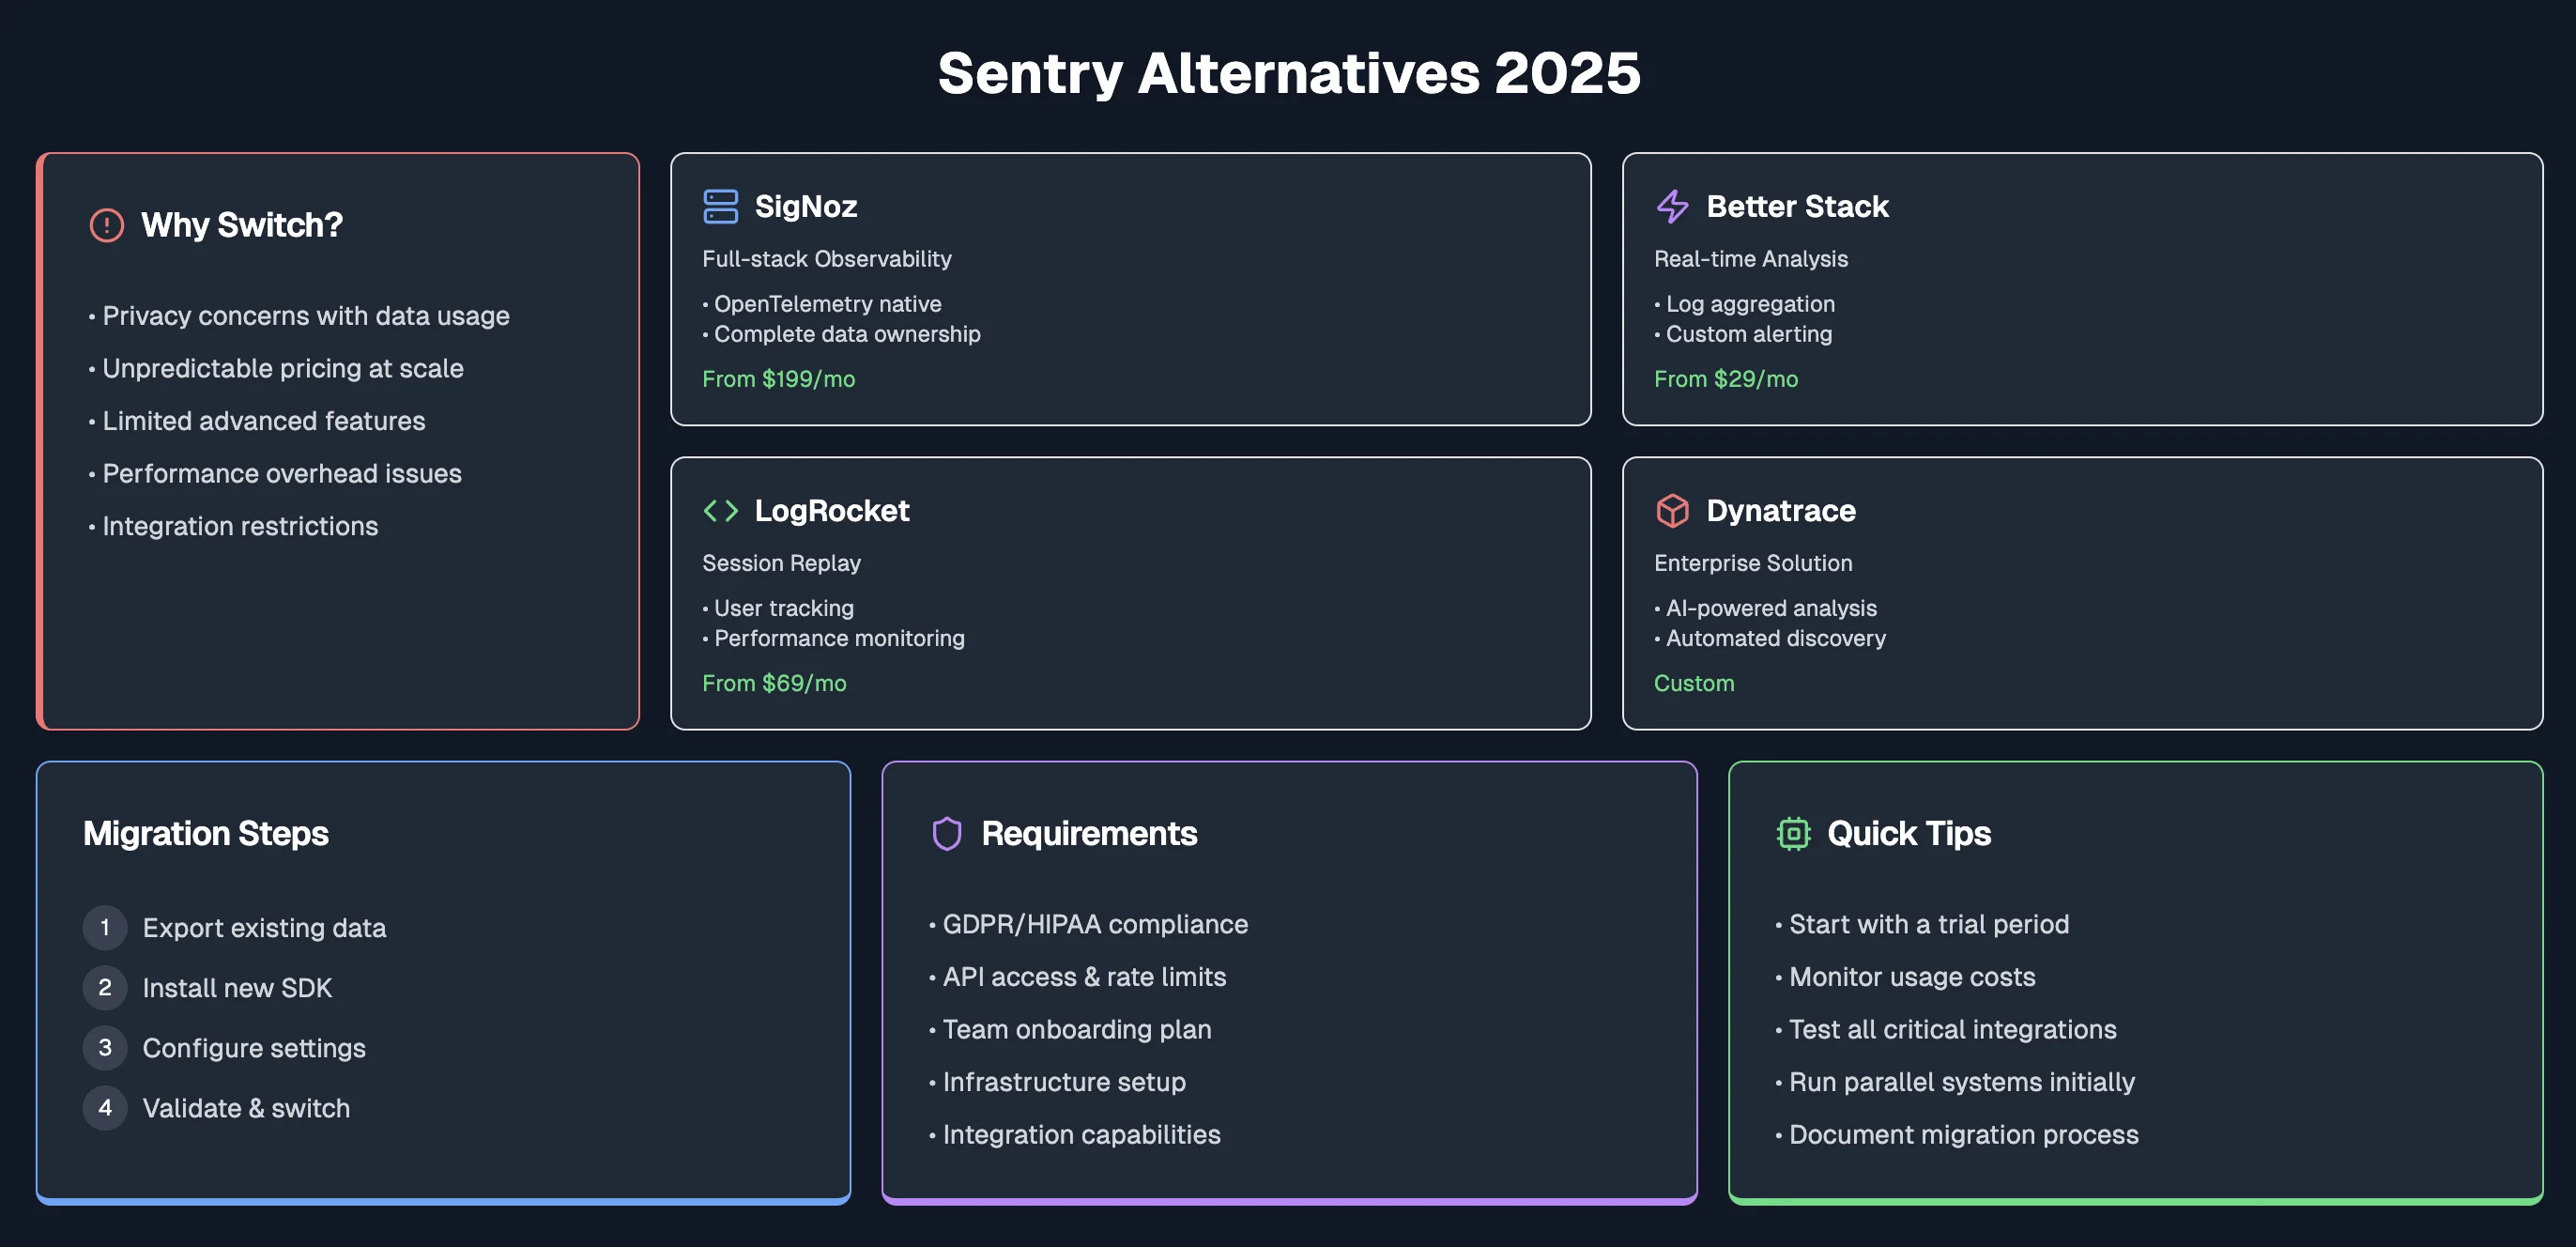 Sentry Alternatives 2025
Why Switch?
• Privacy concerns with data usage
• Unpredictable pricing at scale
• Limited advanced features
• Performance overhead issues
• Integration restrictions
SigNoz
Full-stack Observability
• OpenTelemetry native
• Complete data ownership
From $199/mo
Better Stack
Real-time Analysis
• Log aggregation
• Custom alerting
From $29/mo
LogRocket
Session Replay
• User tracking
• Performance monitoring
From $69/mo
Dynatrace
Enterprise Solution
• AI-powered analysis
• Automated discovery
Custom
Migration Steps
1 Export existing data
2 Install new SDK
3 Configure settings
4 Validate & switch
Requirements
• GDPR/HIPAA compliance
• API access & rate limits
• Team onboarding plan
• Infrastructure setup
• Integration capabilities
Quick Tips
• Start with a trial period
• Monitor usage costs
• Test all critical integrations
• Run parallel systems initially
• Document migration process